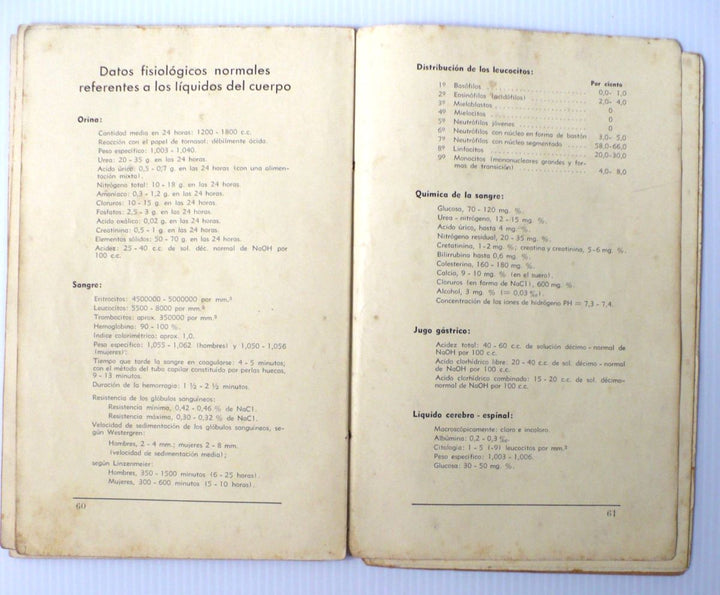 Datos fisiológicos normales
referentes a los líquidos del cuerpo
Orina:
Cantidad media en 24 horas: 1200 - 1800 c.c.
Reacción con el papel de tornasol: débilmente ácida.
Peso específico: 1,003 - 1,040.
Urea: 20 - 35 g. en las 24 horas.
Acido úrico: 0,5 - 0,7 g. en las 24 horas (con una alimen-
tación mixta).
Nitrógeno total: 10 - 18 g. en las 24 horas.
Amoníaco: 0,3 - 1,2 g. en las 24 horas.
Cloruros: 10 - 15 g. en las 24 horas.
Fosfatos: 2,5 - 3 g. en las 24 horas.
Acido oxálico: 0,02 g. en las 24 horas.
Creatinina: 0,5 - 1 g. en las 24 horas.
Elementos sólidos: 50 - 70 g. en las 24 horas.
Acidez: 25 - 40 c.c. de sol. déc. normal de NaOH por
100 c.c.
Sangre:
Eritrocitos: 4500000 - 5000000 por mm.³
Leucocitos: 5500 - 8000 por mm.³
Trombocitos: aprox. 350000 por mm.³
Hemoglobina: 90 - 100 %.
Indice colorimétrico: aprox. 1,0.
Peso específico: 1,055 - 1,062 (hombres) y 1,050 - 1,056
(mujeres).
Tiempo que tarde la sangre en coagularse: 4 - 5 minutos,
con el método del tubo capilar constituído por perlas huecas,
9 - 13 minutos.
Duración de la hemorragia: 1 ½ - 2 ½ minutos.
Resistencia de los glóbulos sanguíneos:
Resistencia mínima, 0,42 - 0,46 % de NaCl.
Resistencia máxima, 0,30 - 0,32 % de NaCl.
Velocidad de sedimentación de los glóbulos sanguíneos, se-
gún Westergren:
Hombres, 2 - 4 mm.; mujeres 2 - 8 mm.
(velocidad de sedimentación media);
según Linzenmeier:
Hombres, 350 - 1500 minutos (6 - 25 horas).
Mujeres, 300 - 600 minutos (5 - 10 horas).
60
Distribución de los leucocitos:
Por ciento
1º Basófilos 0,0- 1,0
2º Eosinófilos (acidófilos) 2,0- 4,0
3º Mieloblastos 0
4º Mielocitos 0
5º Neutrófilos jóvenes 0
6º Neutrófilos con núcleo en forma de bastón 3,0- 5,0
7º Neutrófilos con núcleo segmentado 58,0-66,0
8º Linfocitos 20,0-30,0
9º Monocitos (mononucleares grandes y for-
mas de transición) 4,0- 8,0
Química de la sangre:
Glucosa, 70 - 120 mg. %.
Urea - nitrógeno, 12 - 15 mg. %.
Acido úrico, hasta 4 mg. %.
Nitrógeno residual, 20 - 35 mg. %.
Cretatinina, 1 - 2 mg. %; creatina y creatinina, 5 - 6 mg. %.
Bilirrubina hasta 0,6 mg. %.
Colesterina, 160 - 180 mg. %.
Calcio, 9 - 10 mg. % (en el suero).
Cloruros (en forma de NaCl), 600 mg. %.
Alcohol, 3 mg. % (= 0,03 ‰).
Concentración de los iones de hidrógeno PH = 7,3 - 7,4.
Jugo gástrico:
Acidez total: 40 - 60 c.c. de solución décimo - normal de
NaOH por 100 c.c.
Acido clorhídrico libre: 20 - 40 c.c. de sol. décimo - normal
de NaOH por 100 c.c.
Acido clorhídrico combinado: 15 - 20 c.c. de sol. décimo-
normal de NaOH por 100 c.c.
Líquido cerebro - espinal:
Macroscópicamente: claro e incoloro.
Albúmina: 0,2 - 0,3 ‰.
Citología: 1 - 5 (-9) leucocitos por mm.³
Peso específico: 1,003 - 1,006.
Glucosa: 30 - 50 mg. %.
61